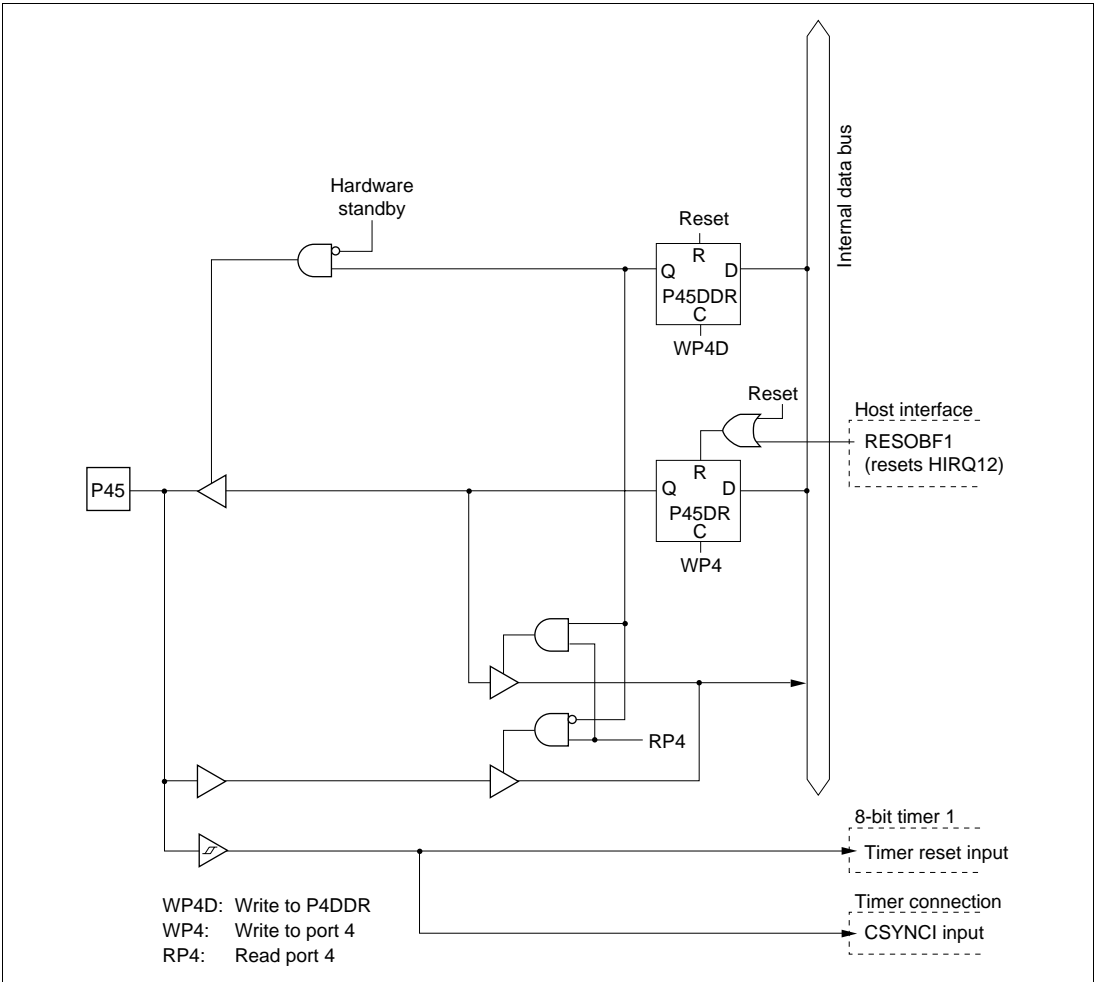 Internal data bus
Hardware
standby
Reset
R
Q D
P45DDR
C
WP4D
Reset
Host interface
RESOBF1
(resets HIRQ12)
R
P45
Q D
P45DR
C
WP4
RP4
8-bit timer 1
Timer reset input
Timer connection
CSYNCI input
WP4D: Write to P4DDR
WP4: Write to port 4
RP4: Read port 4